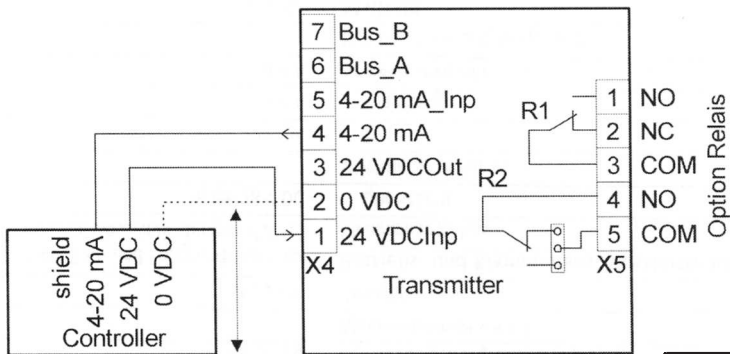 7 Bus_B
6 Bus_A
5 4-20 mA_Inp
4 4-20 mA
3 24 VDCOut
2 0 VDC
1 24 VDCInp
X4
Transmitter
R1
R2
1 NO
2 NC
3 COM
4 NO
5 COM
X5
Option Relais
shield
4-20 mA
24 VDC
0 VDC
Controller